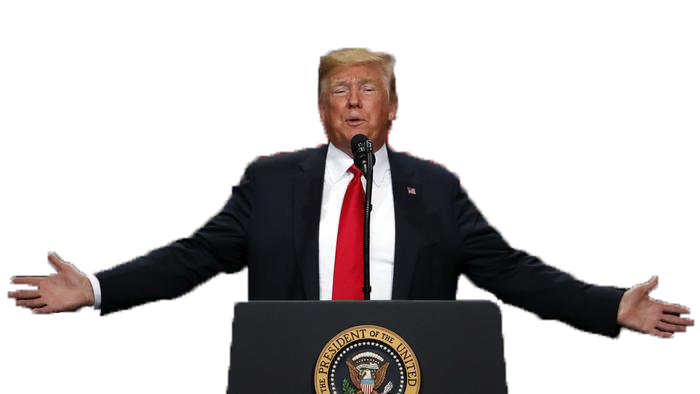 THE PRESIDENT OF THE UNITED